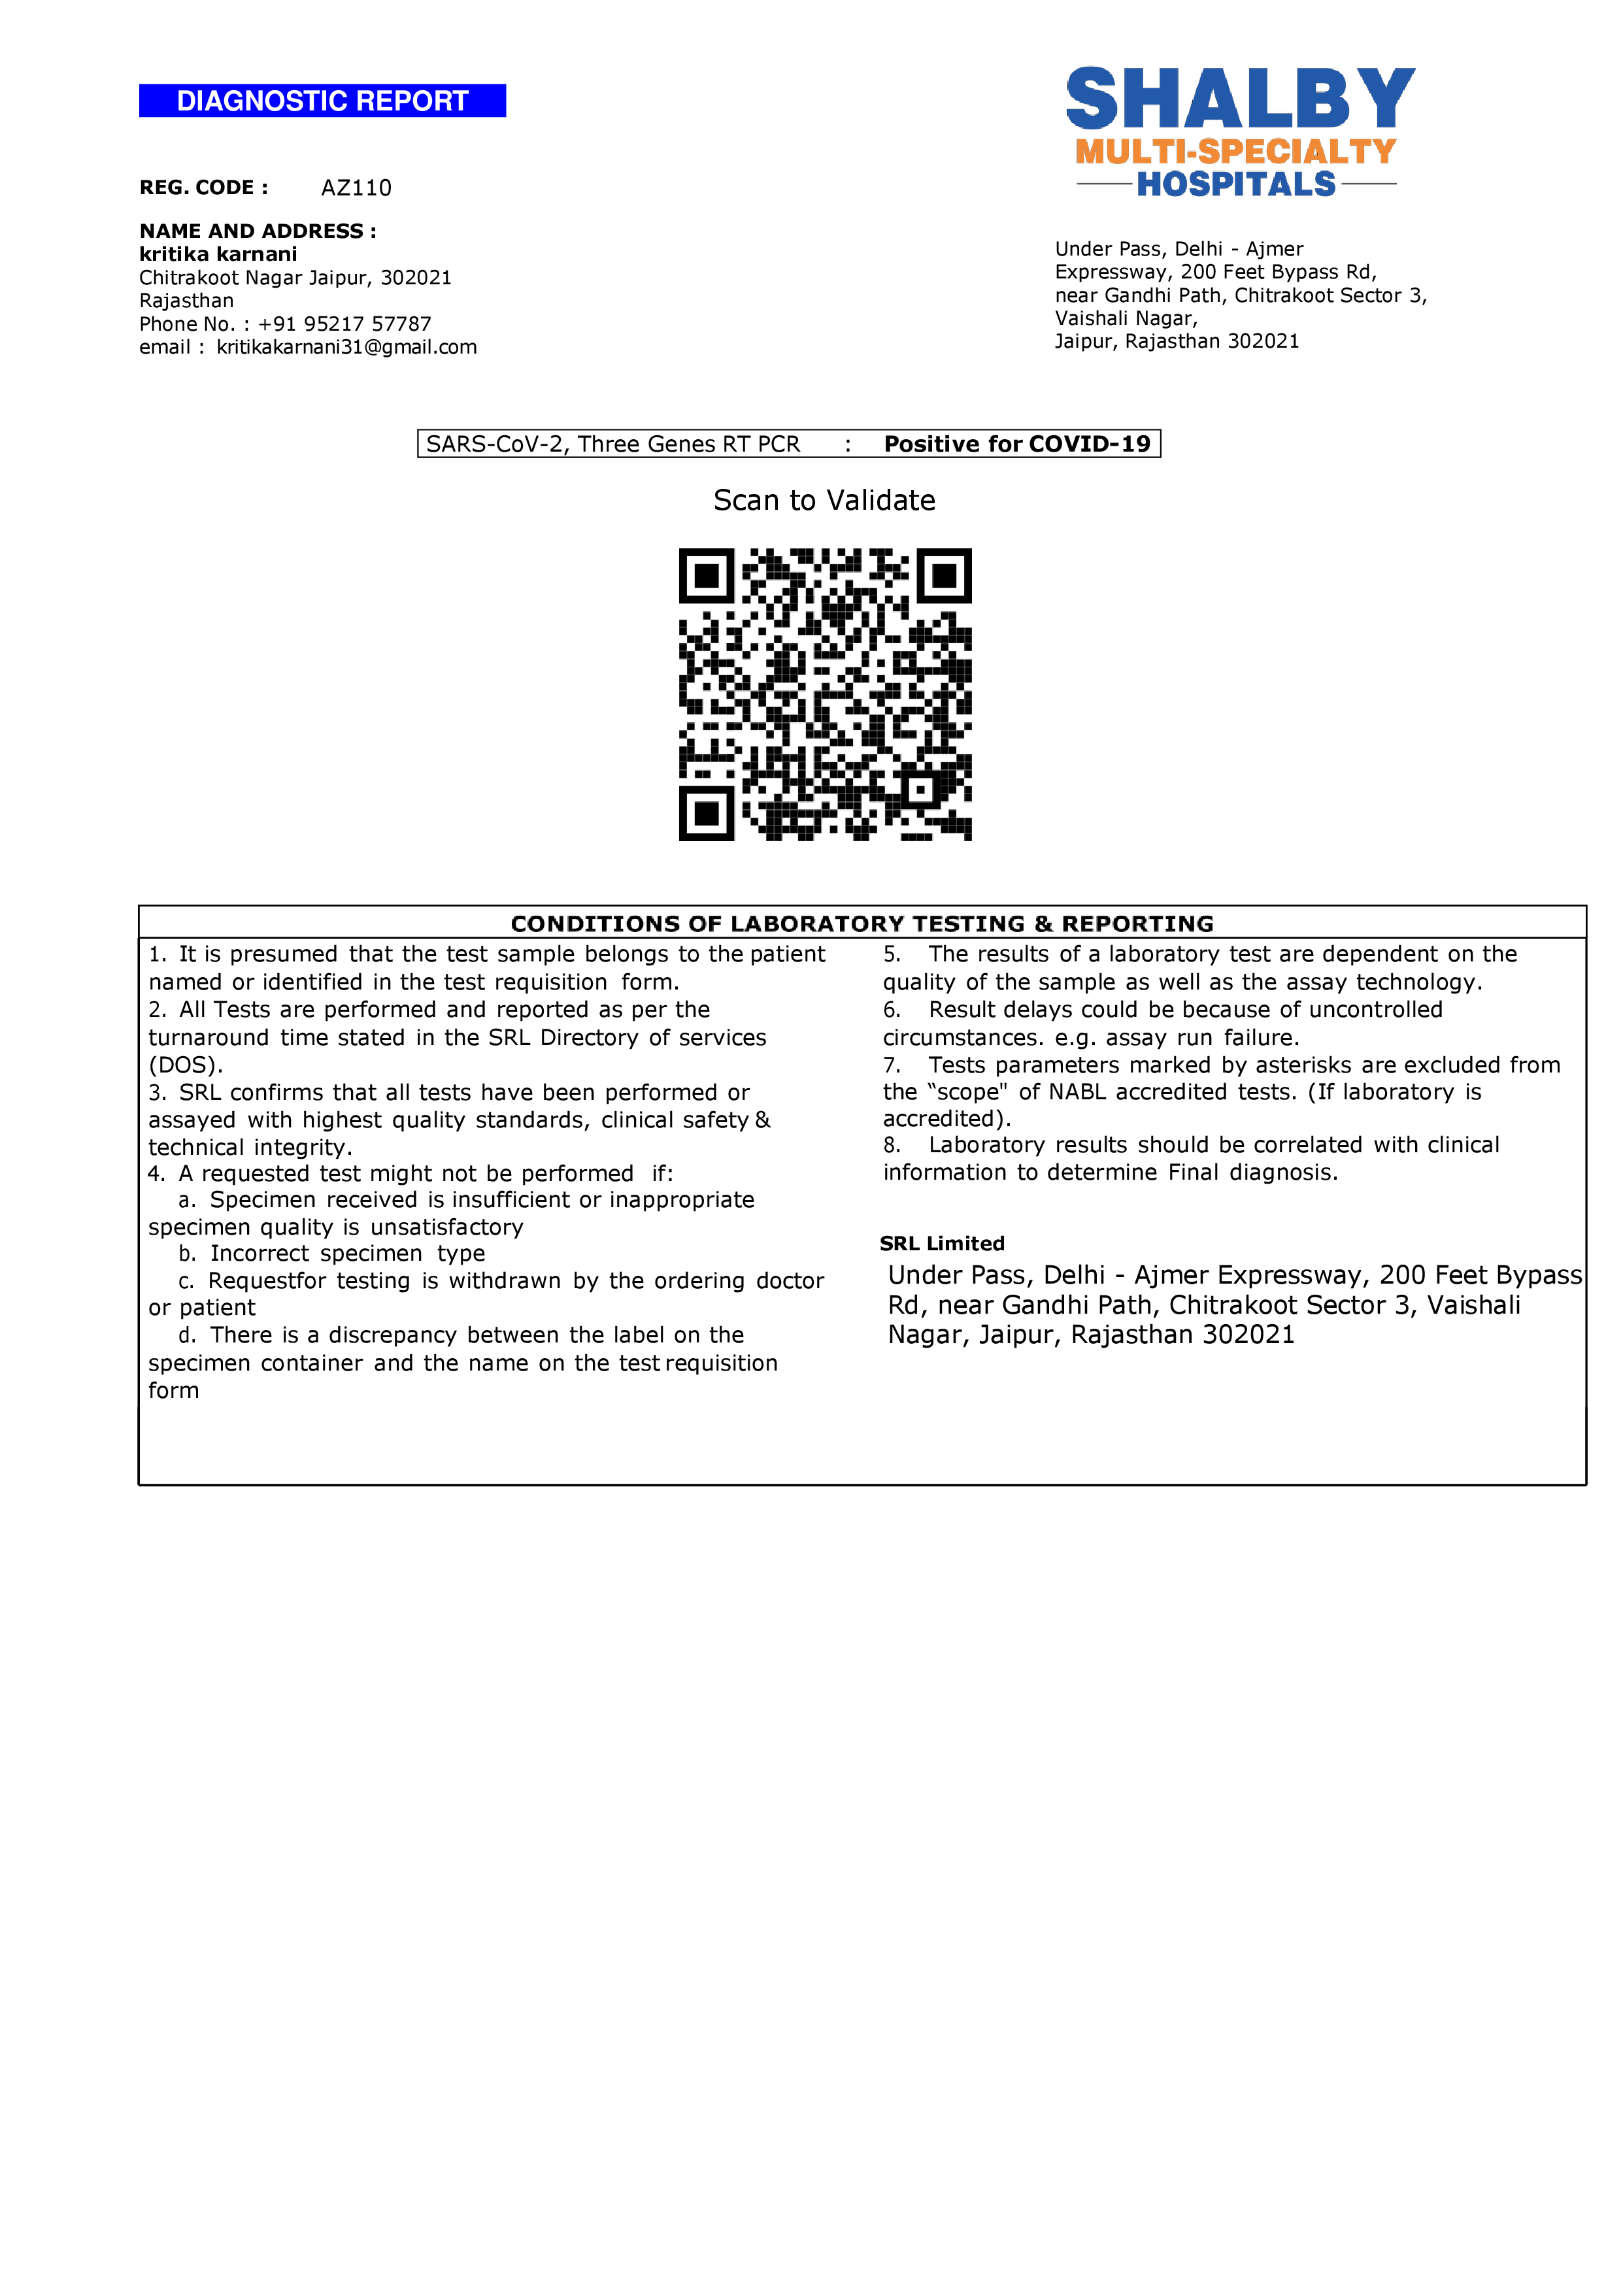 DIAGNOSTIC REPORT
SHALBY
MULTI-SPECIALTY
HOSPITALS
REG. CODE : AZ110
NAME AND ADDRESS :
kritika karnani
Chitrakoot Nagar Jaipur, 302021
Rajasthan
Phone No. : +91 95217 57787
email : kritikakarnani31@gmail.com
Under Pass, Delhi - Ajmer
Expressway, 200 Feet Bypass Rd,
near Gandhi Path, Chitrakoot Sector 3,
Vaishali Nagar,
Jaipur, Rajasthan 302021
SARS-CoV-2, Three Genes RT PCR : Positive for COVID-19
Scan to Validate
CONDITIONS OF LABORATORY TESTING & REPORTING
1. It is presumed that the test sample belongs to the patient
named or identified in the test requisition form.
2. All Tests are performed and reported as per the
turnaround time stated in the SRL Directory of services
(DOS).
3. SRL confirms that all tests have been performed or
assayed with highest quality standards, clinical safety &
technical integrity.
4. A requested test might not be performed if:
a. Specimen received is insufficient or inappropriate
specimen quality is unsatisfactory
b. Incorrect specimen type
c. Requestfor testing is withdrawn by the ordering doctor
or patient
d. There is a discrepancy between the label on the
specimen container and the name on the test requisition
form
5. The results of a laboratory test are dependent on the
quality of the sample as well as the assay technology.
6. Result delays could be because of uncontrolled
circumstances. e.g. assay run failure.
7. Tests parameters marked by asterisks are excluded from
the “scope" of NABL accredited tests. (If laboratory is
accredited).
8. Laboratory results should be correlated with clinical
information to determine Final diagnosis.
SRL Limited
Under Pass, Delhi - Ajmer Expressway, 200 Feet Bypass
Rd, near Gandhi Path, Chitrakoot Sector 3, Vaishali
Nagar, Jaipur, Rajasthan 302021